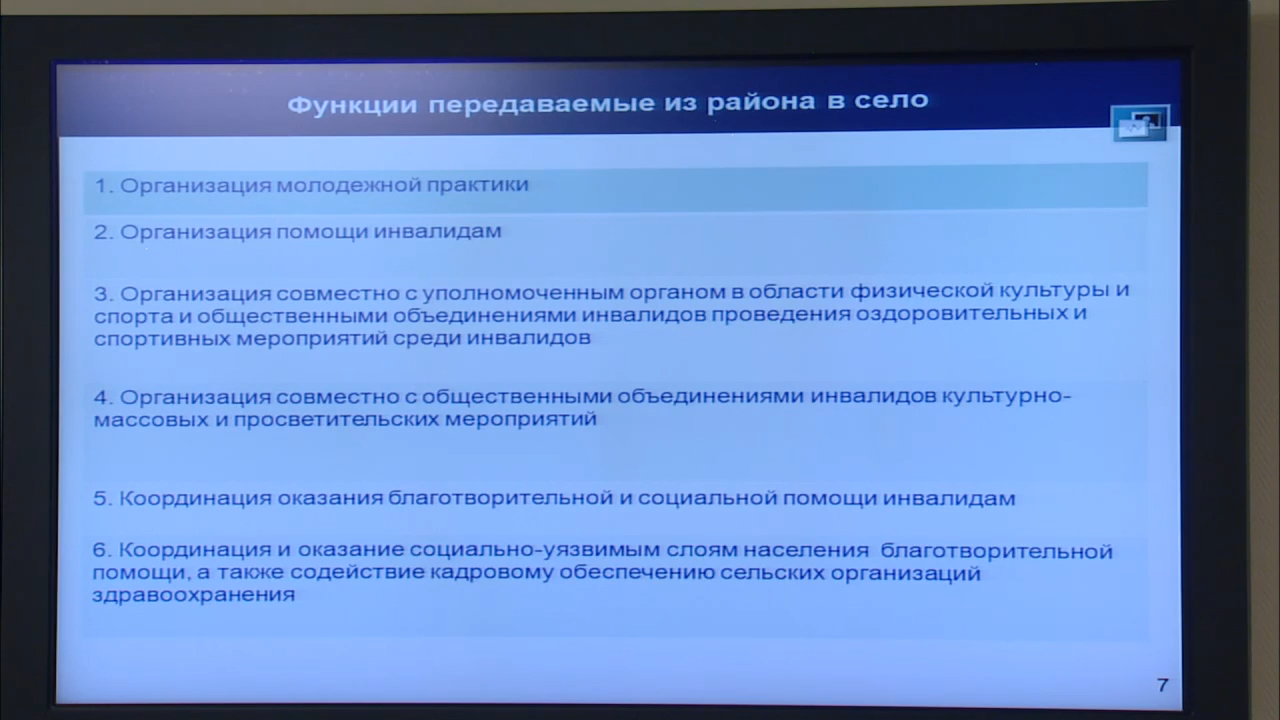 Функции передаваемые из района в село
1. Организация молодежной практики
2. Организация помощи инвалидам
3. Организация совместно с уполномоченным органом в области физической культуры и
спорта и общественными объединениями инвалидов проведения оздоровительных и
спортивных мероприятий среди инвалидов
4. Организация совместно с общественными объединениями инвалидов культурно-
массовых и просветительских мероприятий
5. Координация оказания благотворительной и социальной помощи инвалидам
6. Координация и оказание социально-уязвимым слоям населения благотворительной
помощи, а также содействие кадровому обеспечению сельских организаций
здравоохранения
7